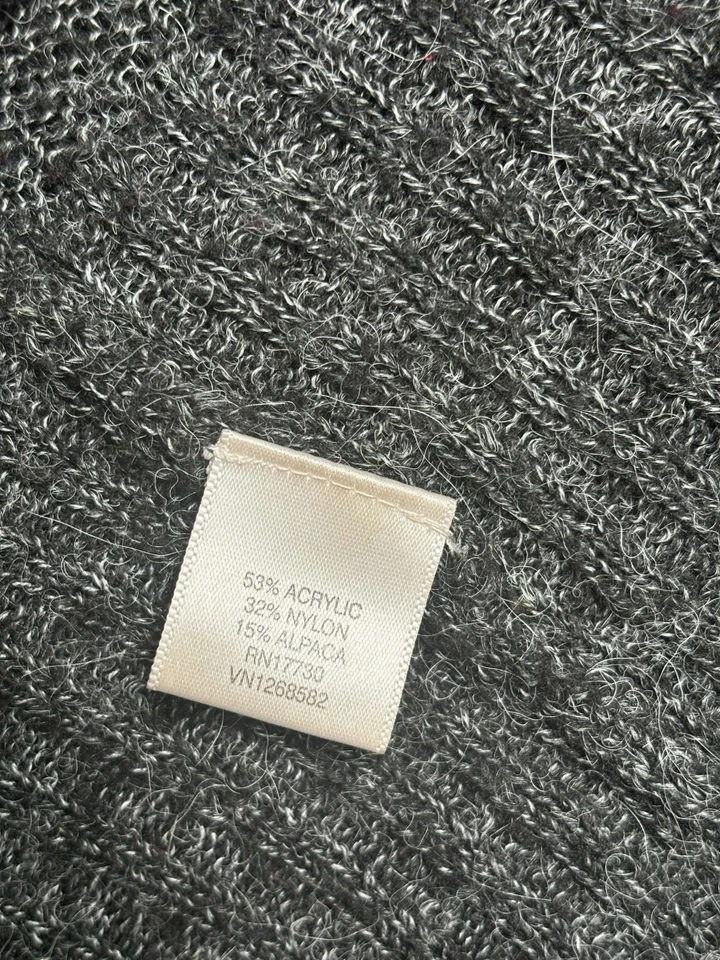 53% ACRYLIC
32% NYLON
15% ALPACA
RN17730
VN1268582